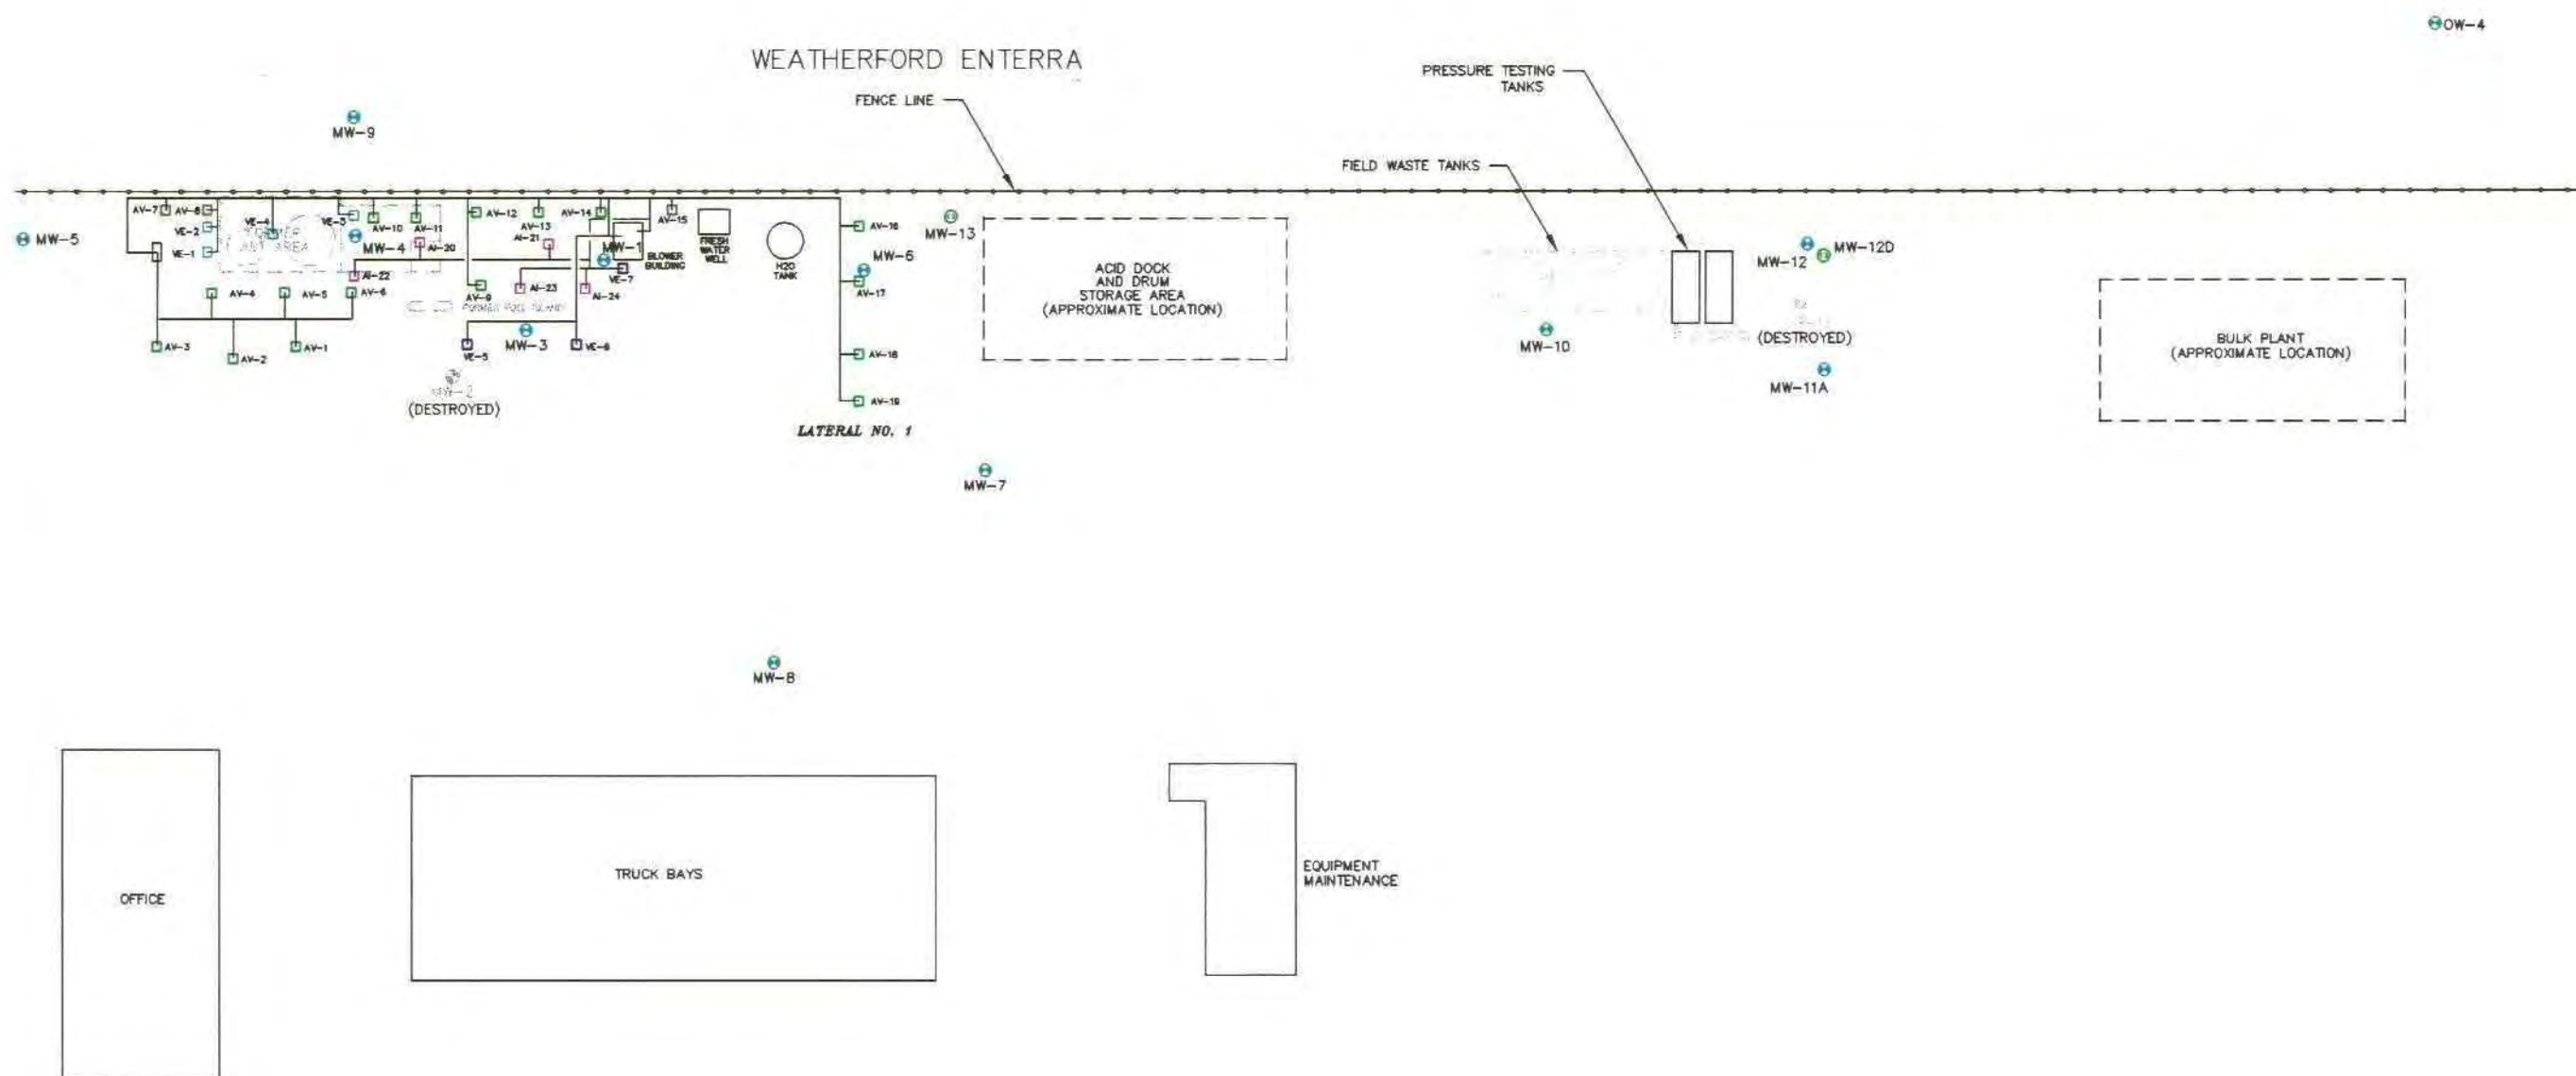 OW-4
WEATHERFORD ENTERRA
PRESSURE TESTING
TANKS
FENCE LINE
MW-9
FIELD WASTE TANKS
AV-7
AV-8
VE-4
VE-3
AV-10
AV-11
AV-12
AV-13
AV-14
AV-15
AV-16
MW-13
MW-5
VE-2
VE-1
AREA
MW-4
AI-20
AI-21
MW-1
BLOWER
BUILDING
FRESH
WATER
WELL
H2O
TANK
MW-6
AV-17
ACID DOCK
AND DRUM
STORAGE AREA
(APPROXIMATE LOCATION)
MW-12
MW-12D
AI-22
AV-4
AV-5
AV-6
AV-9
AI-23
AI-24
VE-7
FORMER FUEL ISLAND
AV-3
AV-2
AV-1
VE-5
MW-3
VE-6
AV-18
MW-10
(DESTROYED)
BULK PLANT
(APPROXIMATE LOCATION)
MW-2
(DESTROYED)
AV-19
MW-11A
LATERAL NO. 1
MW-7
MW-8
OFFICE
TRUCK BAYS
EQUIPMENT
MAINTENANCE